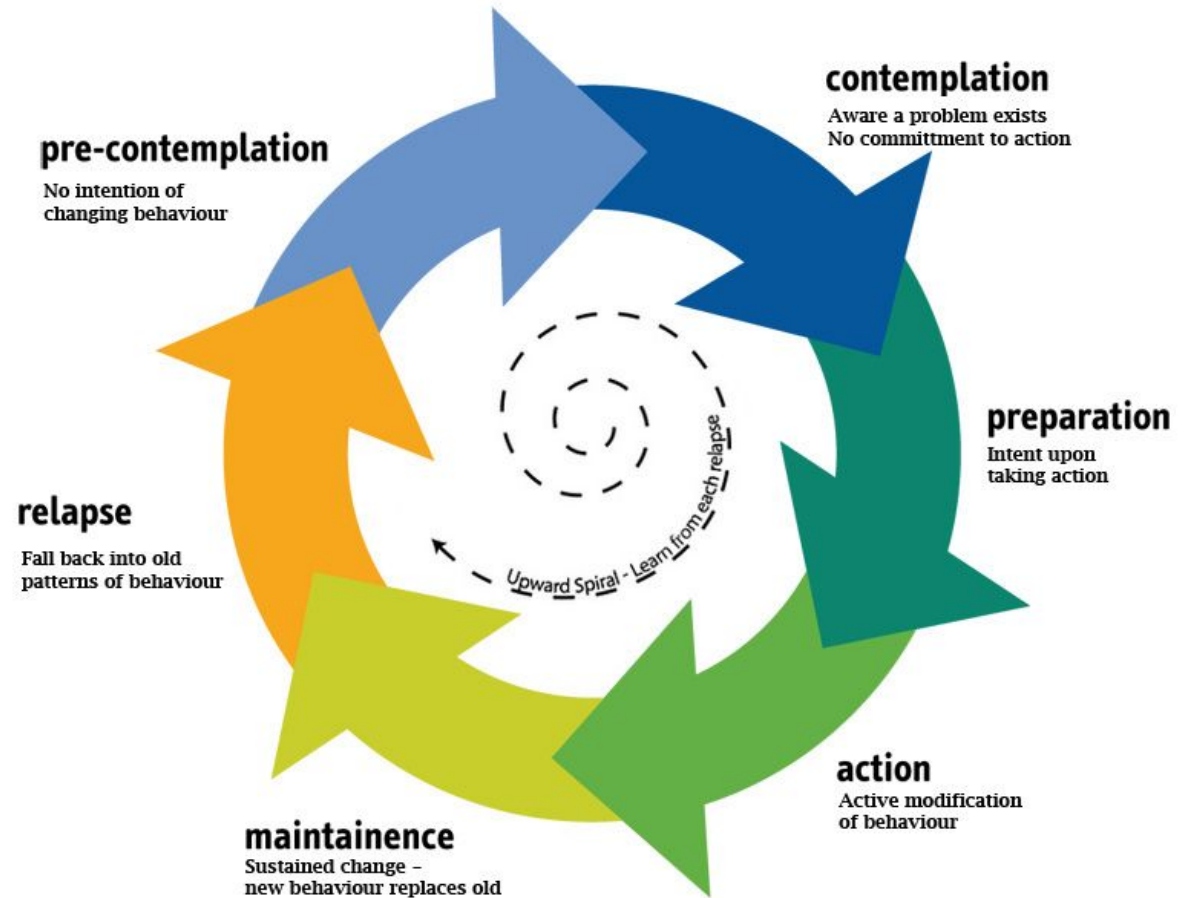 pre-contemplation
No intention of
changing behaviour
contemplation
Aware a problem exists
No committment to action
preparation
Intent upon
taking action
action
Active modification
of behaviour
maintainence
Sustained change –
new behaviour replaces old
relapse
Fall back into old
patterns of behaviour
Upward Spiral - Learn from each relapse